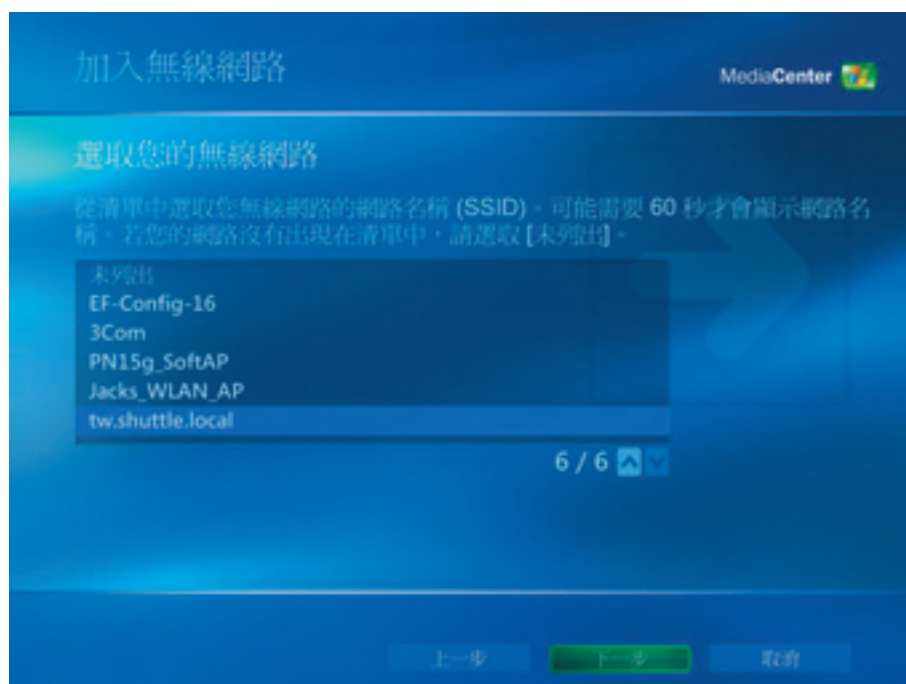 加入無線網路
MediaCenter
選取您的無線網路
從清單中選取您無線網路的網路名稱 (SSID)。可能需要 60 秒才會顯示網路名
稱。若您的網路沒有出現在清單中，請選取 [未列出]。
未列出
EF-Config-16
3Com
PN15g_SoftAP
Jacks_WLAN_AP
tw.shuttle.local
6 / 6
上一步
下一步
取消